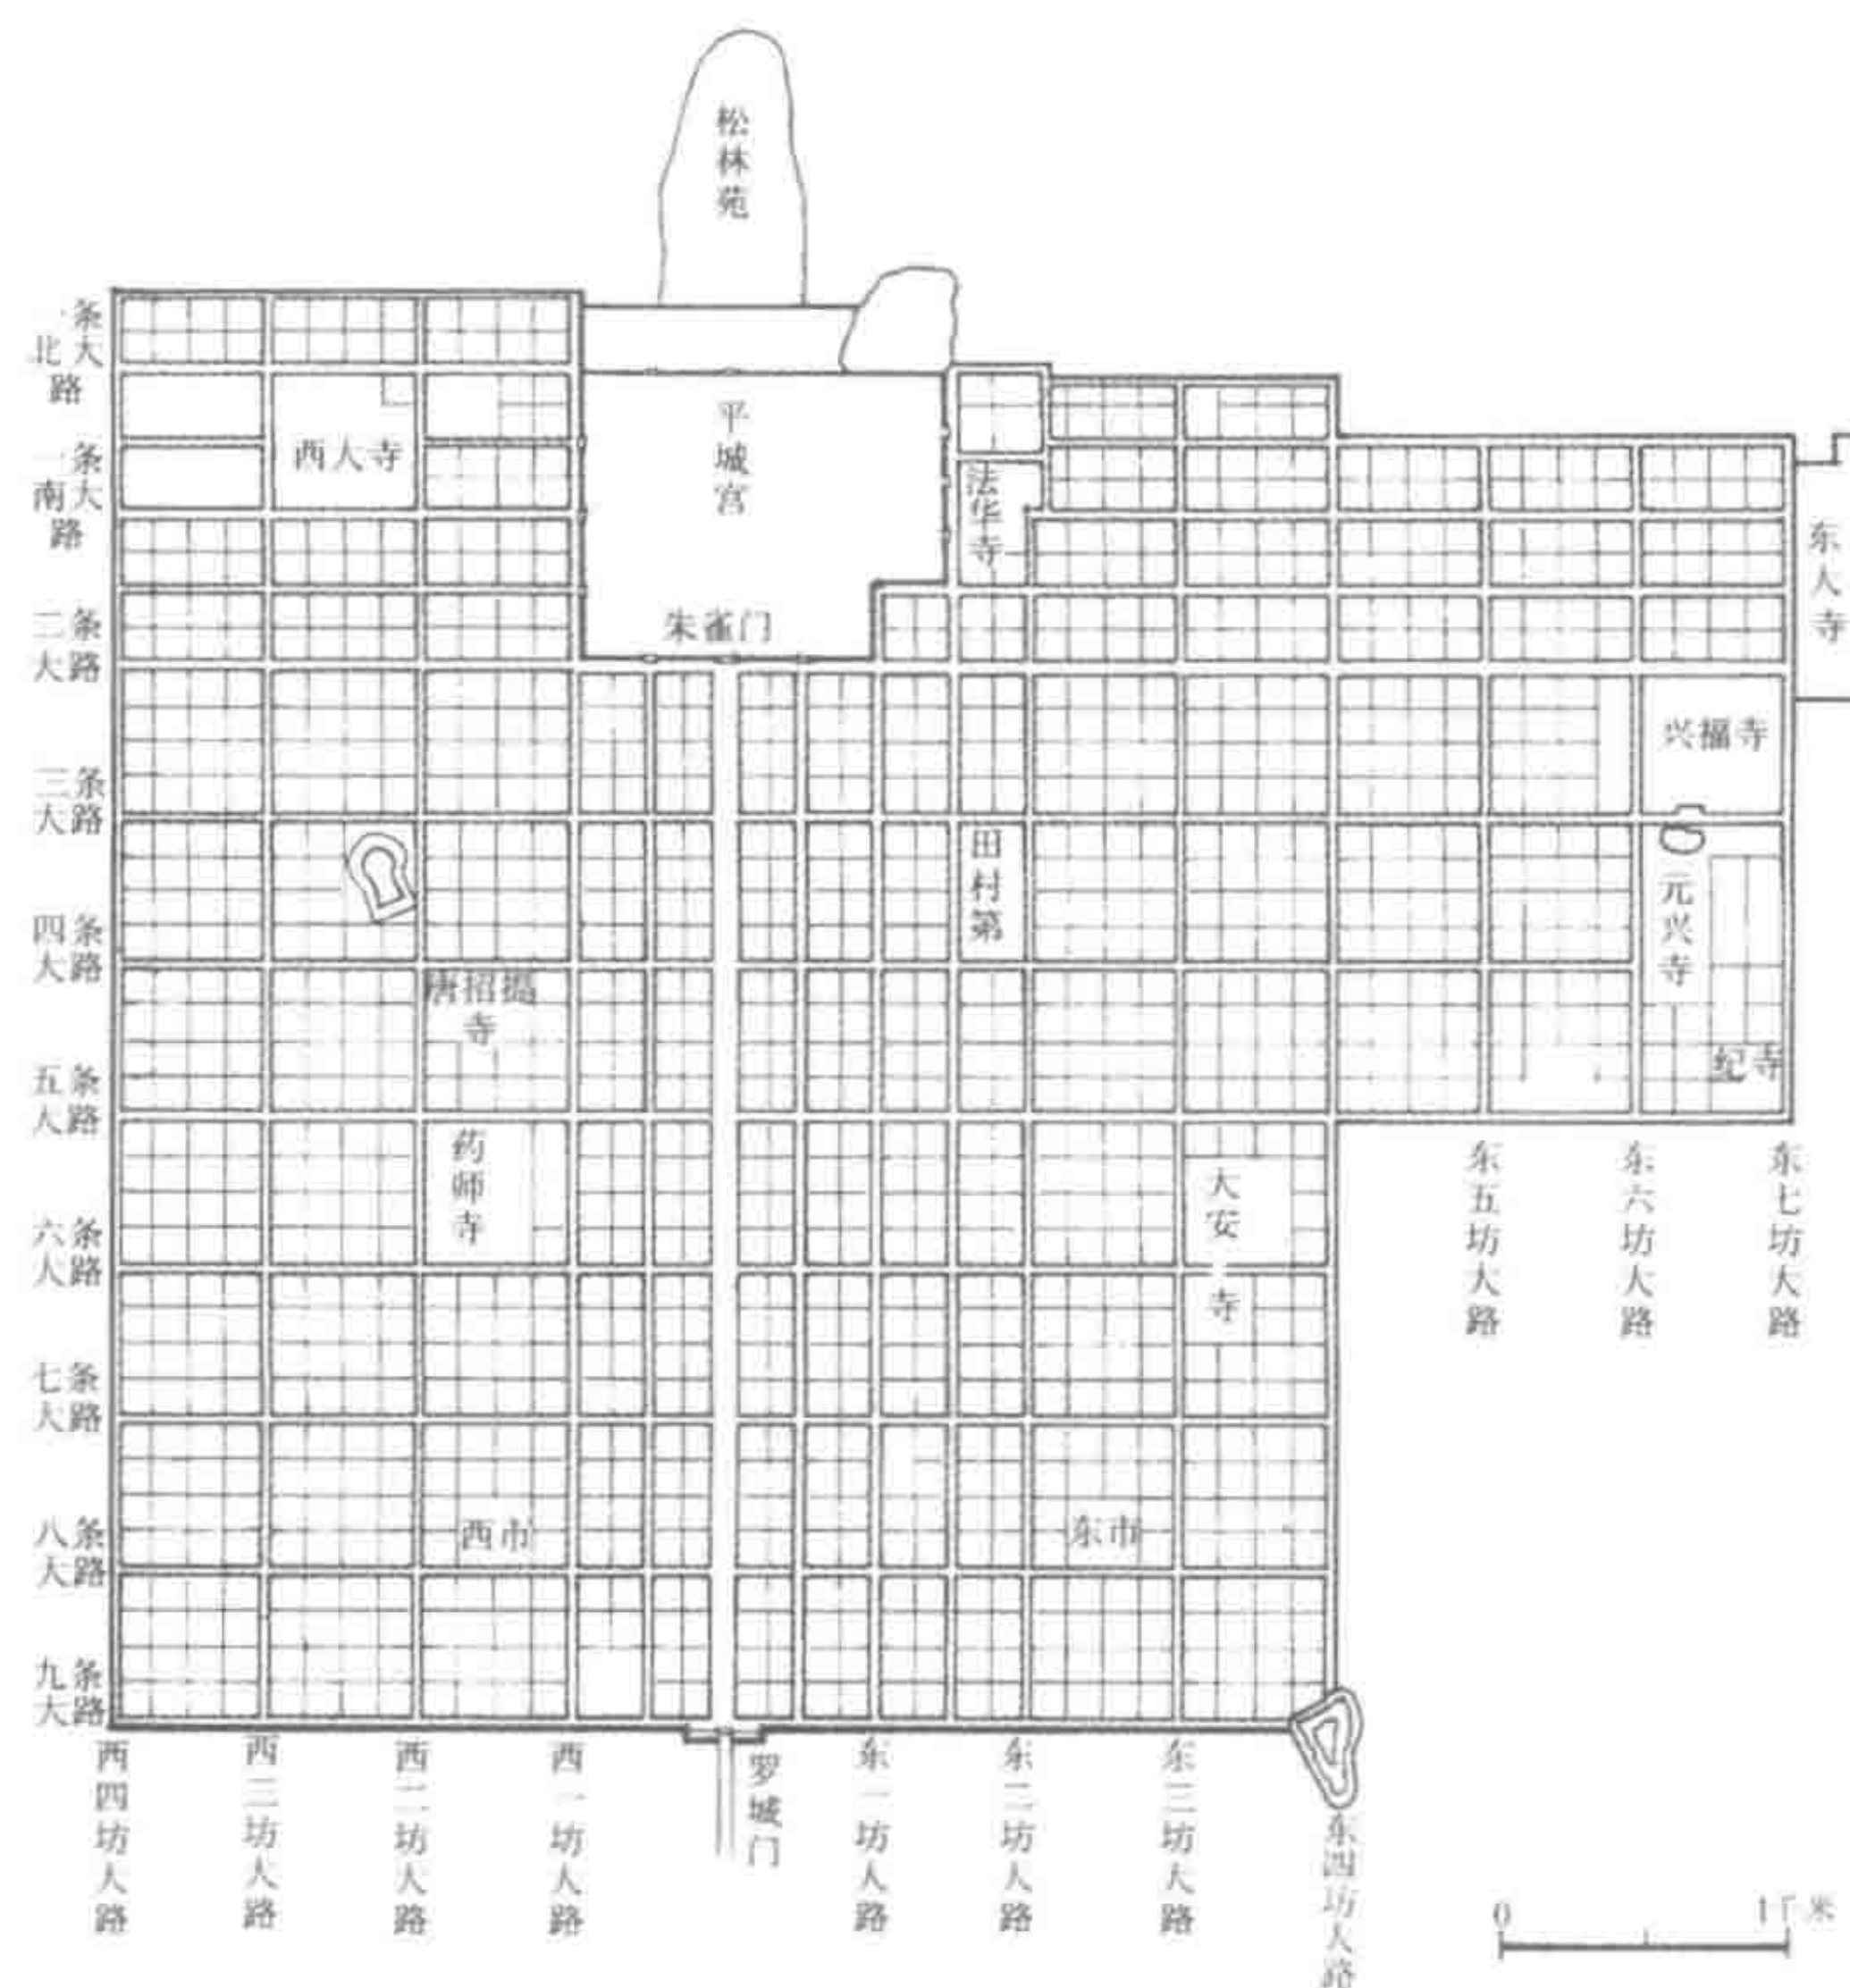 松林苑
一条
北大
路
平城宫
西大寺
一条
南大
路
法华寺
东大寺
二条
大路
朱雀门
兴福寺
三条
大路
田村第
元兴寺
四条
大路
唐招提
寺
纪寺
五条
大路
药师寺
大安寺
东五坊大路
东六坊大路
东七坊大路
六条
大路
七条
大路
西市
东市
八条
大路
九条
大路
西四坊大路
西三坊大路
西二坊大路
西一坊大路
罗城门
东一坊大路
东二坊大路
东三坊大路
东四坊大路
0 1千米